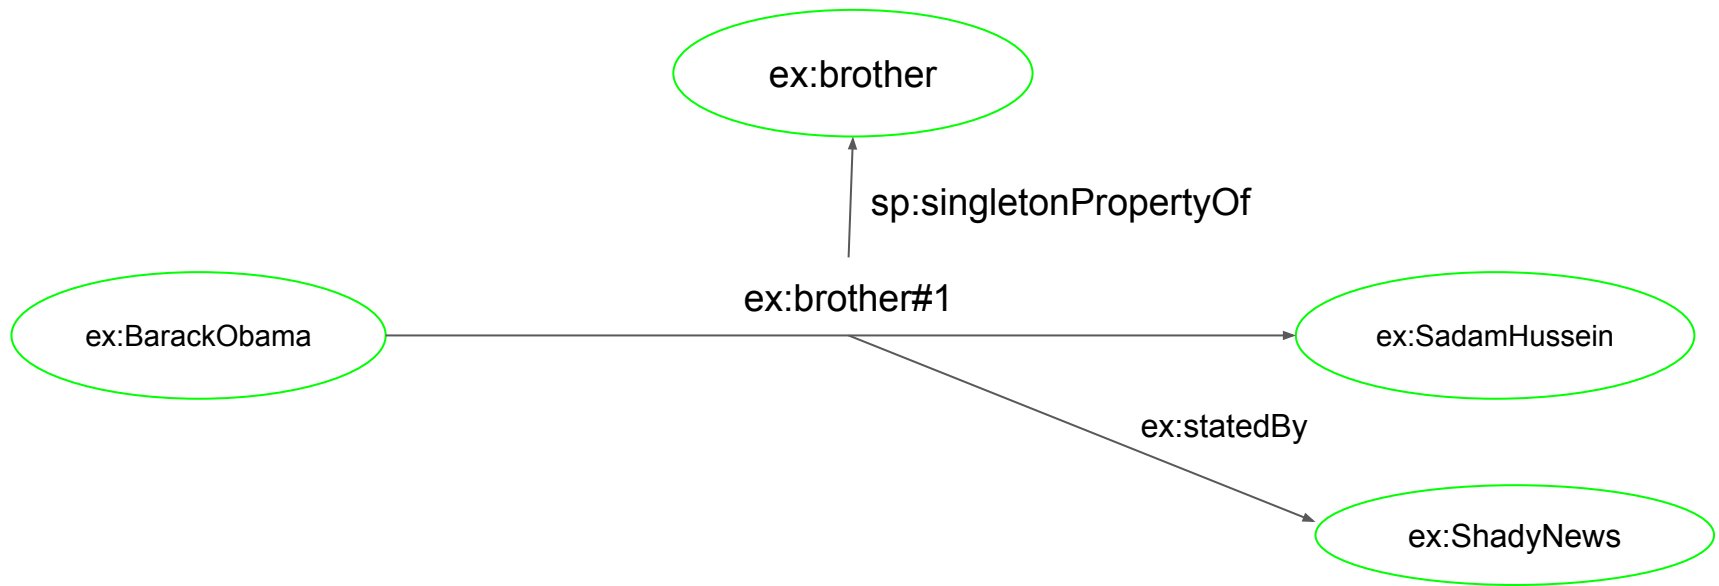 ex:brother
sp:singletonPropertyOf
ex:brother#1
ex:BarackObama
ex:SadamHussein
ex:statedBy
ex:ShadyNews